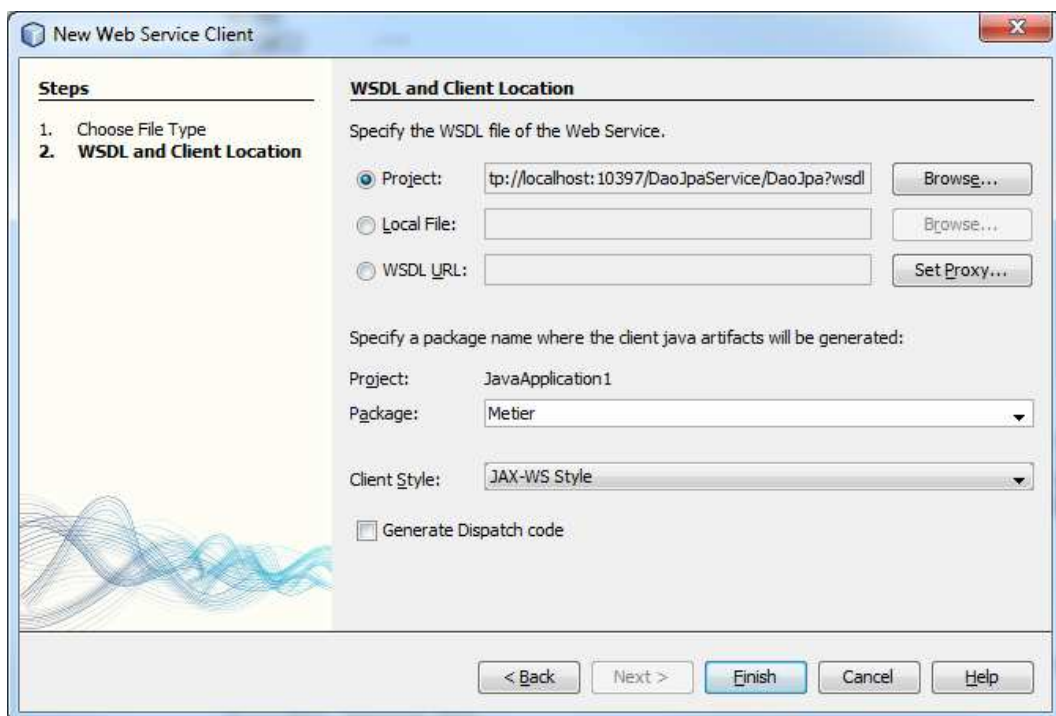 New Web Service Client
Steps
1. Choose File Type
2. WSDL and Client Location
WSDL and Client Location
Specify the WSDL file of the Web Service.
Project: tp://localhost:10397/DaoJpaService/DaoJpa?wsdl Browse...
Local File: Browse...
WSDL URL: Set Proxy...
Specify a package name where the client java artifacts will be generated:
Project: JavaApplication1
Package: Metier
Client Style: JAX-WS Style
Generate Dispatch code
< Back Next > Finish Cancel Help